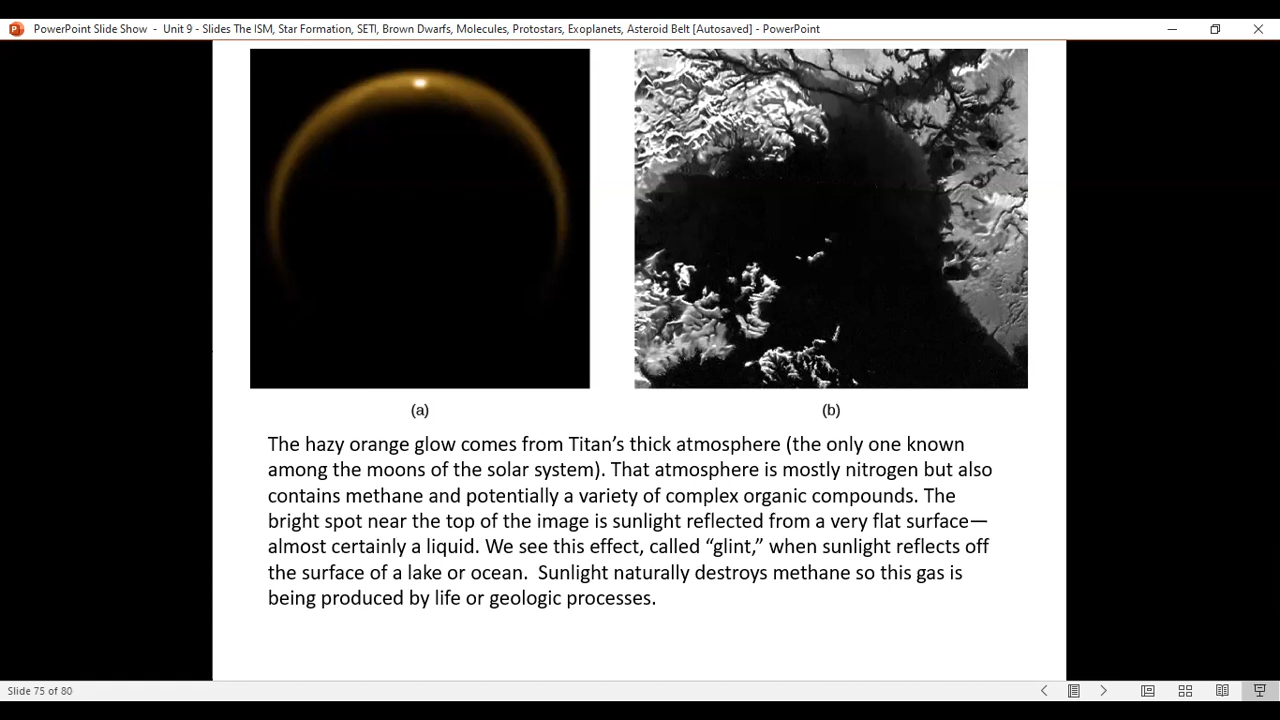 PowerPoint Slide Show - Unit 9 - Slides The ISM, Star Formation, SETI, Brown Dwarfs, Molecules, Protostars, Exoplanets, Asteroid Belt [Autosaved] - PowerPoint
(a)
(b)
The hazy orange glow comes from Titan’s thick atmosphere (the only one known
among the moons of the solar system). That atmosphere is mostly nitrogen but also
contains methane and potentially a variety of complex organic compounds. The
bright spot near the top of the image is sunlight reflected from a very flat surface—
almost certainly a liquid. We see this effect, called “glint,” when sunlight reflects off
the surface of a lake or ocean. Sunlight naturally destroys methane so this gas is
being produced by life or geologic processes.
Slide 75 of 80